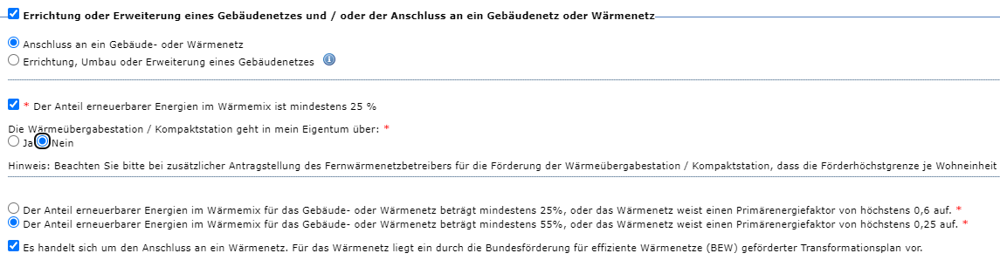 Errichtung oder Erweiterung eines Gebäudenetzes und / oder der Anschluss an ein Gebäudenetz oder Wärmenetz
Anschluss an ein Gebäude- oder Wärmenetz
Errichtung, Umbau oder Erweiterung eines Gebäudenetzes
* Der Anteil erneuerbarer Energien im Wärmemix ist mindestens 25 %
Die Wärmeübergabestation / Kompaktstation geht in mein Eigentum über: *
Ja Nein
Hinweis: Beachten Sie bitte bei zusätzlicher Antragstellung des Fernwärmenetzbetreibers für die Förderung der Wärmeübergabestation / Kompaktstation, dass die Förderhöchstgrenze je Wohneinheit
Der Anteil erneuerbarer Energien im Wärmemix für das Gebäude- oder Wärmenetz beträgt mindestens 25%, oder das Wärmenetz weist einen Primärenergiefaktor von höchstens 0,6 auf. *
Der Anteil erneuerbarer Energien im Wärmemix für das Gebäude- oder Wärmenetz beträgt mindestens 55%, oder das Wärmenetz weist einen Primärenergiefaktor von höchstens 0,25 auf. *
Es handelt sich um den Anschluss an ein Wärmenetz. Für das Wärmenetz liegt ein durch die Bundesförderung für effiziente Wärmenetze (BEW) geförderter Transformationsplan vor.